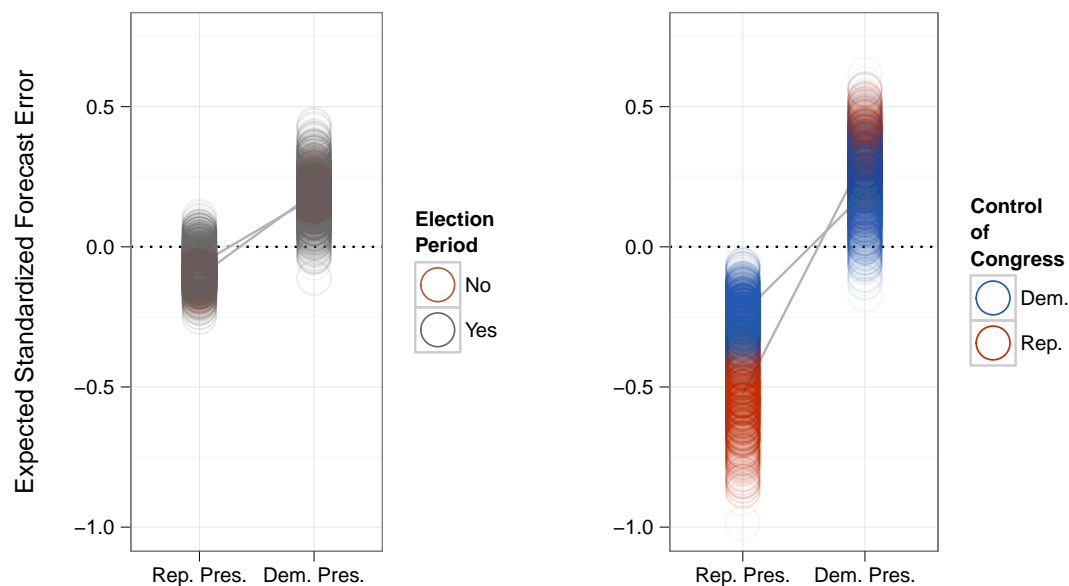 Expected Standardized Forecast Error
0.5
0.0
−0.5
−1.0
Rep. Pres.
Dem. Pres.
Election
Period
No
Yes
0.5
0.0
−0.5
−1.0
Rep. Pres.
Dem. Pres.
Control
of
Congress
Dem.
Rep.